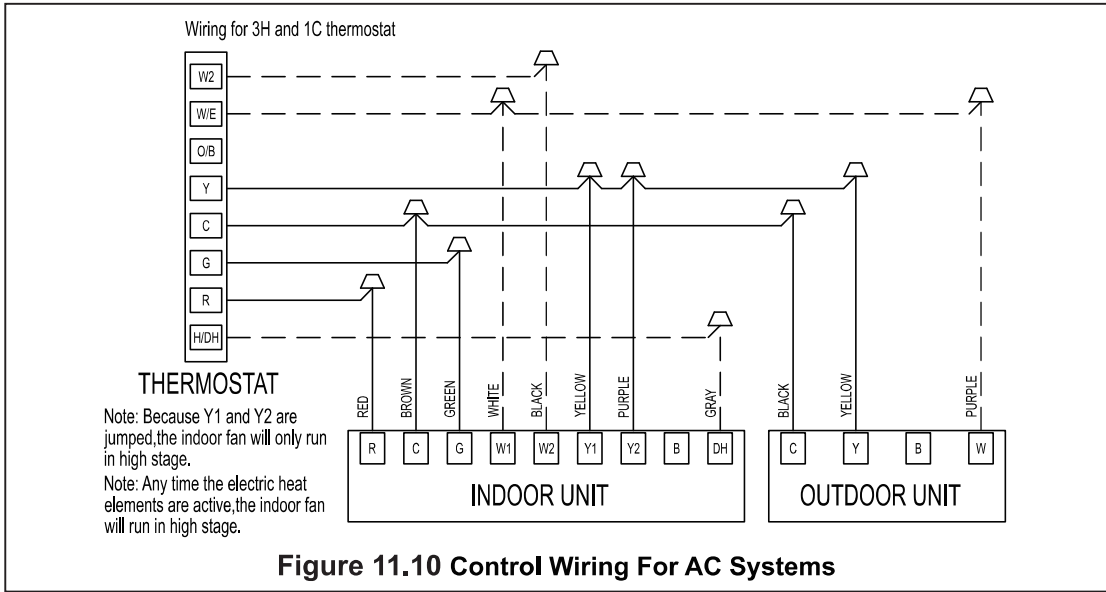 Wiring for 3H and 1C thermostat
W2
W/E
O/B
Y
C
G
R
H/DH
THERMOSTAT
Note: Because Y1 and Y2 are
jumped,the indoor fan will only run
in high stage.
Note: Any time the electric heat
elements are active,the indoor fan
will run in high stage.
RED
BROWN
GREEN
WHITE
BLACK
YELLOW
PURPLE
GRAY
BLACK
YELLOW
PURPLE
R C G W1 W2 Y1 Y2 B DH
C Y B W
INDOOR UNIT
OUTDOOR UNIT
Figure 11.10 Control Wiring For AC Systems